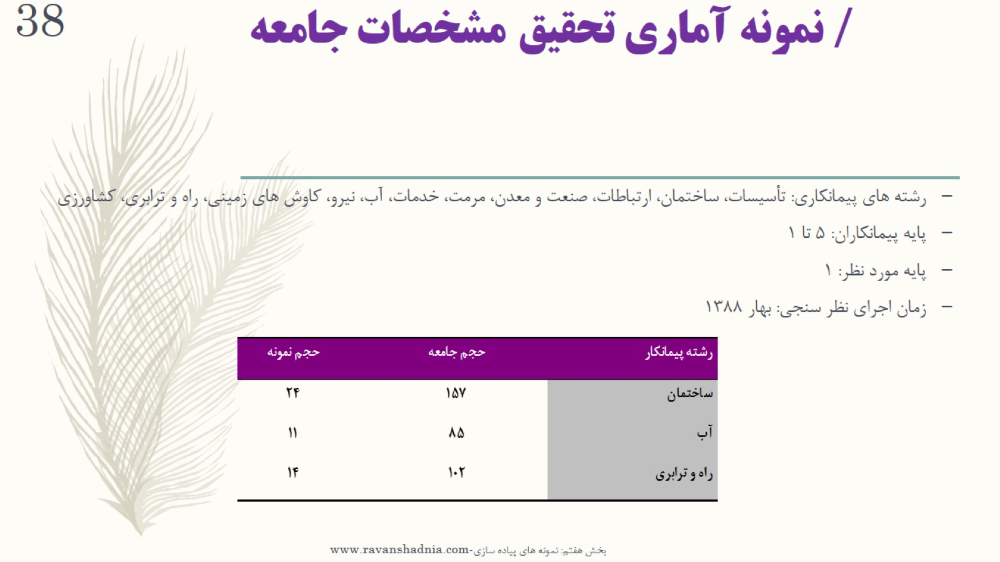 38
/ نمونه آماری تحقیق مشخصات جامعه
– رشته های پیمانکاری: تأسیسات، ساختمان، ارتباطات، صنعت و معدن، مرمت، خدمات، آب، نیرو، کاوش های زمینی، راه و ترابری، کشاورزی
– پایه پیمانکاران: ۵ تا ۱
– پایه مورد نظر: ۱
– زمان اجرای نظر سنجی: بهار ۱۳۸۸
رشته پیمانکار حجم جامعه حجم نمونه
ساختمان ۱۵۷ ۲۴
آب ۸۵ ۱۱
راه و ترابری ۱۰۲ ۱۴
بخش هفتم: نمونه های پیاده سازی-www.ravanshadnia.com